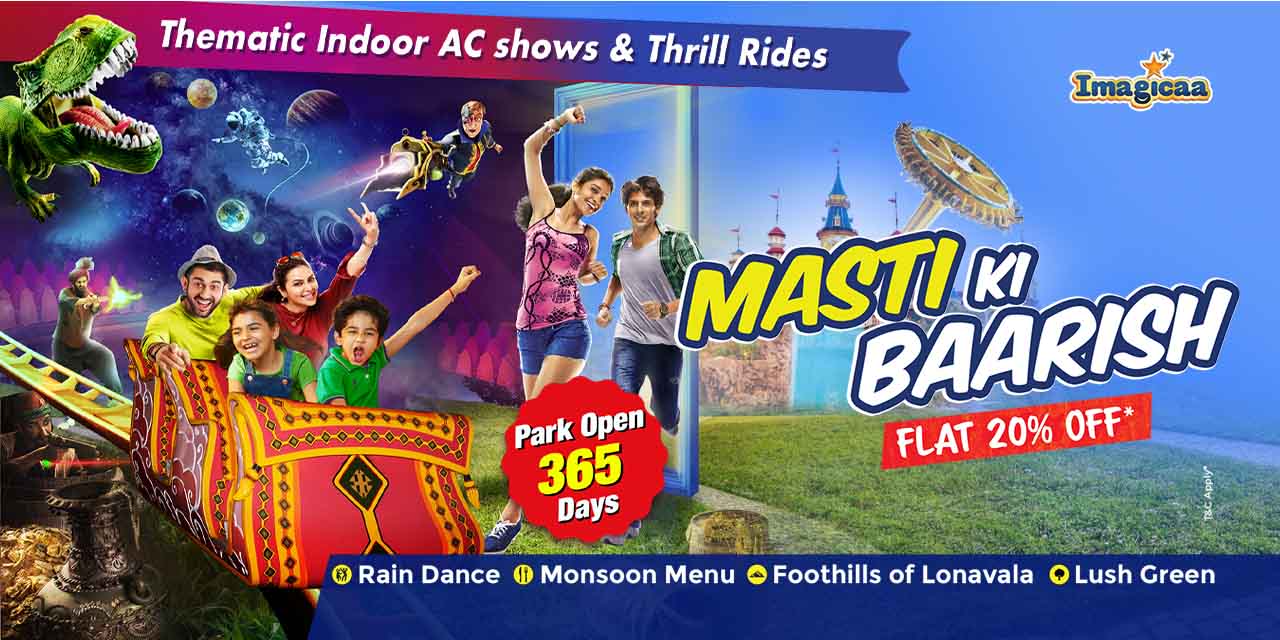 Thematic Indoor AC shows & Thrill Rides
Imagicaa
MASTI KI
BAARISH
FLAT 20% OFF*
Park Open
365
Days
T&C Apply*
Rain Dance Monsoon Menu Foothills of Lonavala Lush Green